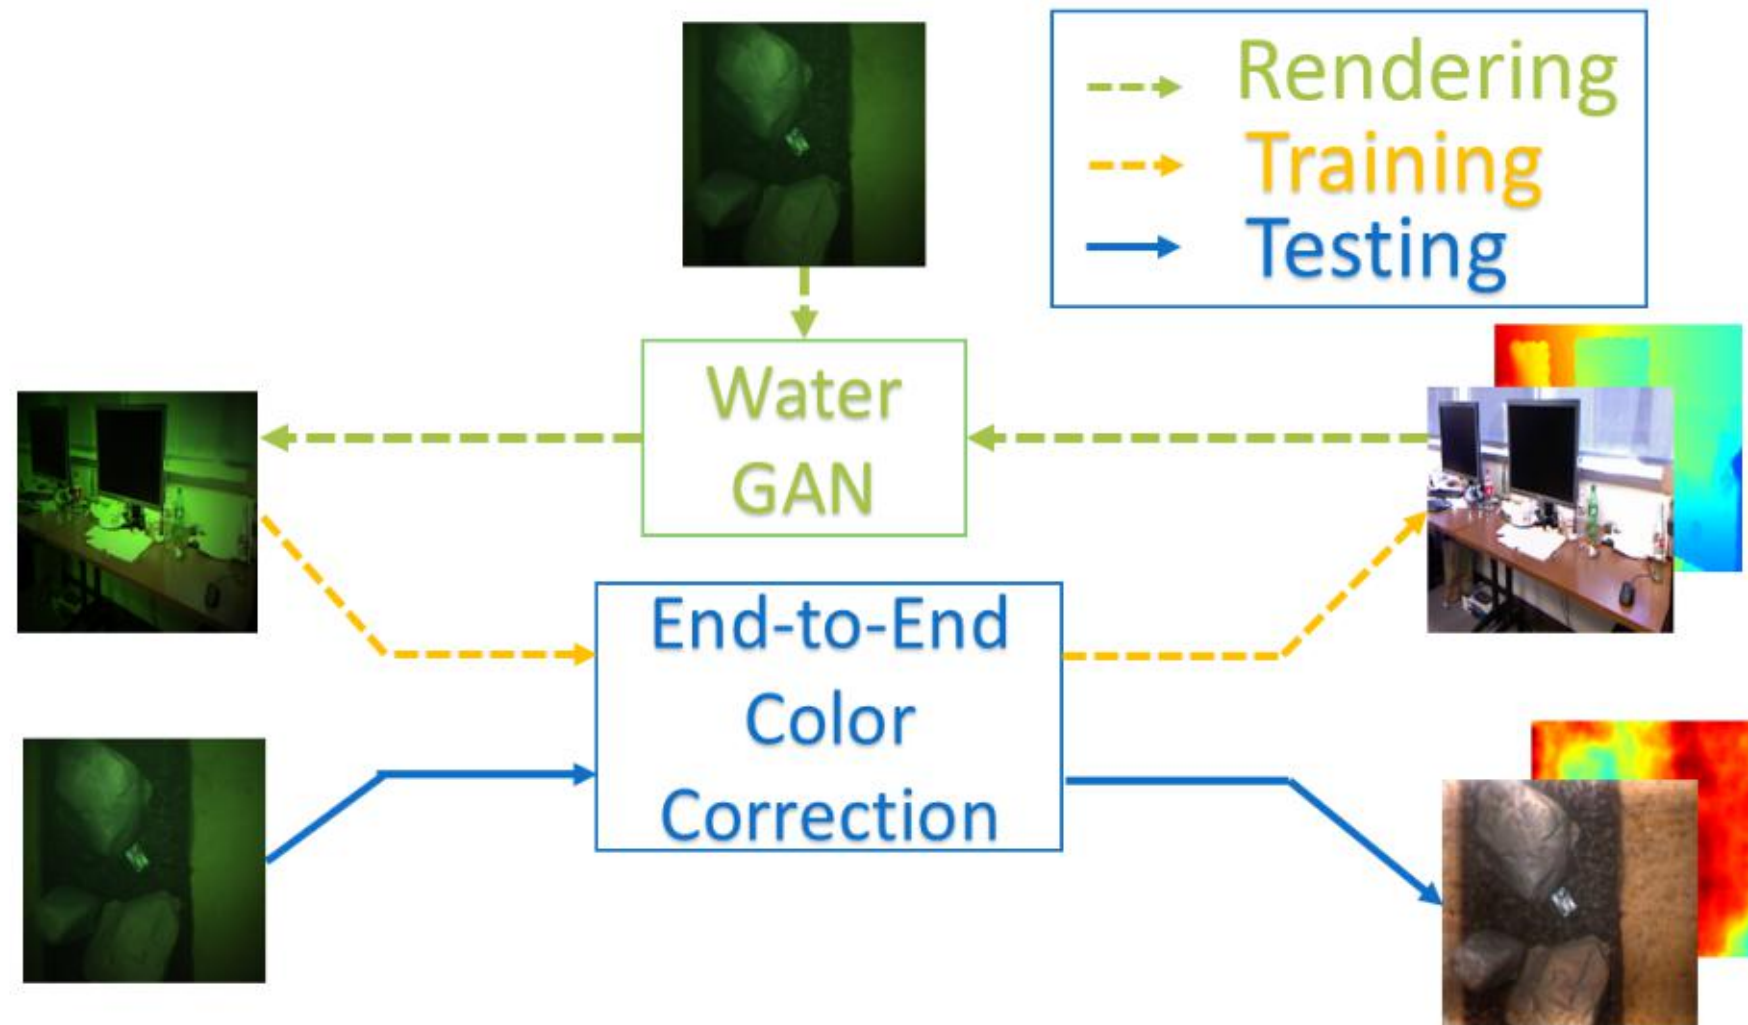 Rendering
Training
Testing
Water
GAN
End-to-End
Color
Correction